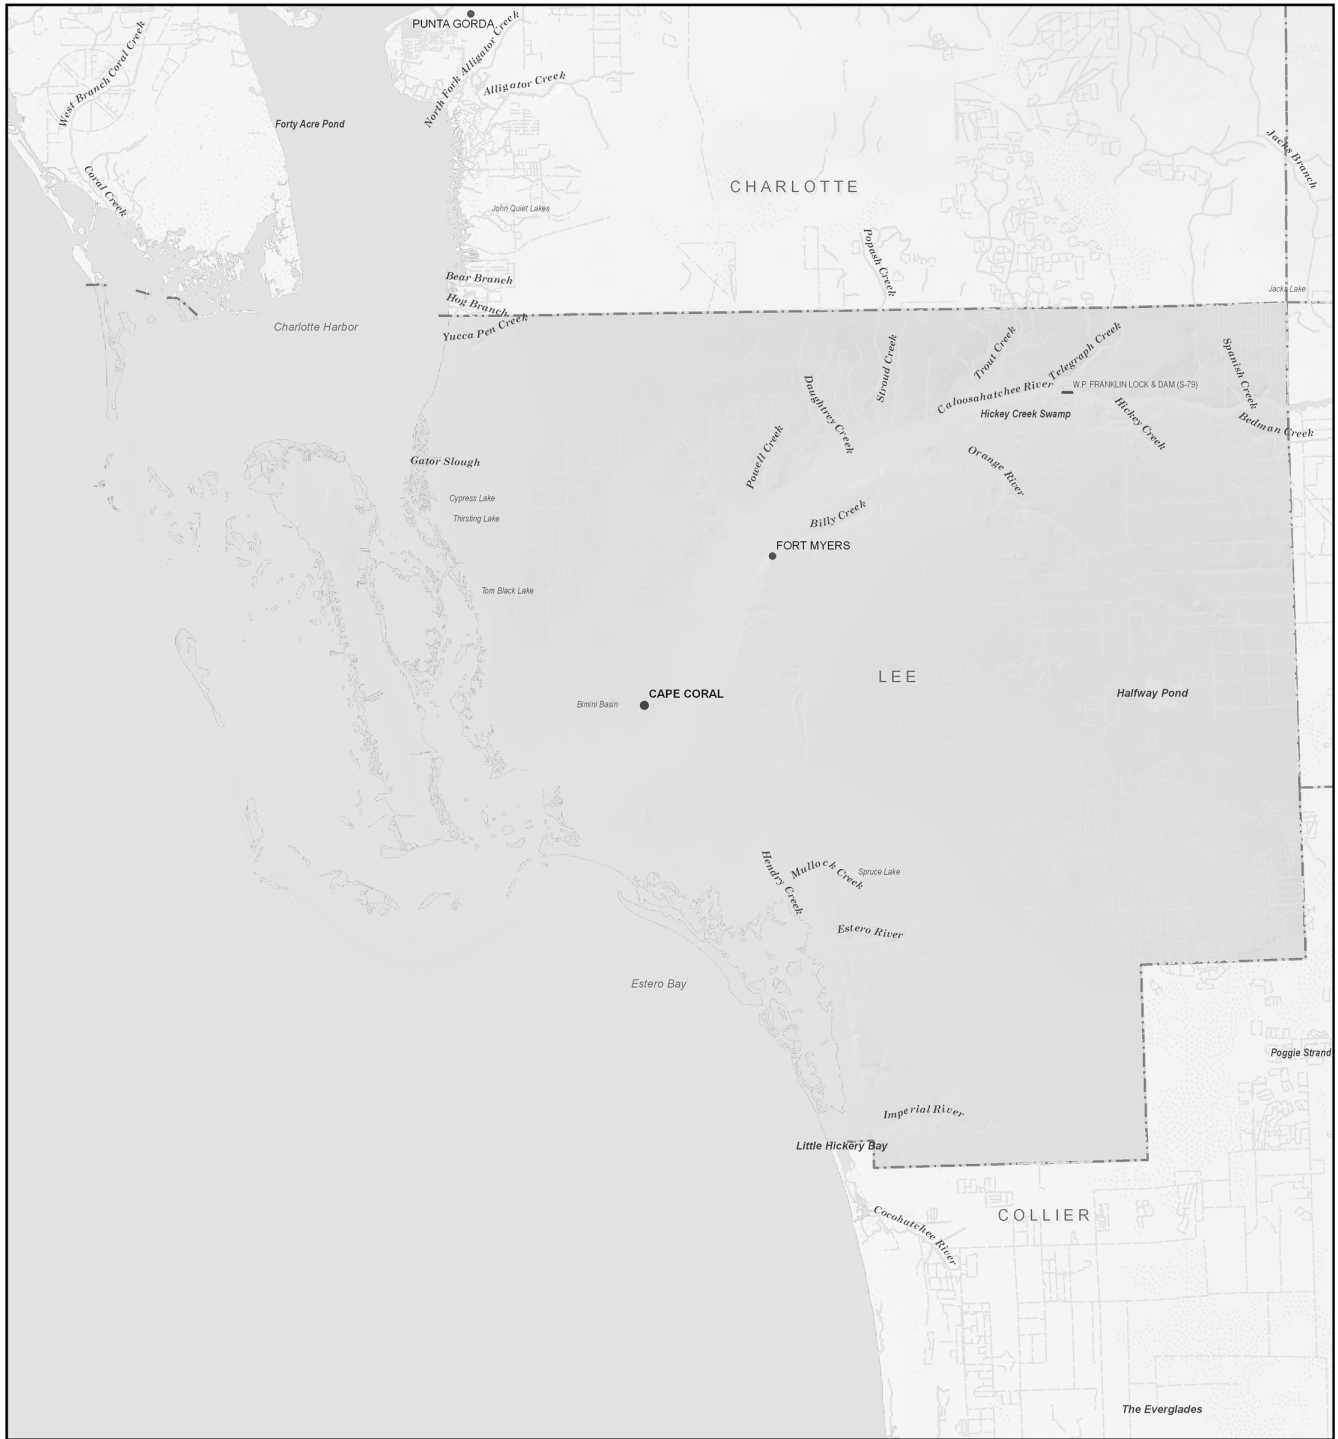 PUNTA GORDA
West Branch Coral Creek
North Fork Alligator Creek
Alligator Creek
Forty Acre Pond
Jacks Branch
Coral Creek
CHARLOTTE
John Quiet Lakes
Popash Creek
Bear Branch
Jacks Lake
Hog Branch
Charlotte Harbor
Yucca Pen Creek
Stroud Creek
Trout Creek
Telegraph Creek
Spanish Creek
Caloosahatchee River
W.P. FRANKLIN LOCK & DAM (S-79)
Daughtrey Creek
Hickey Creek Swamp
Hickey Creek
Bedman Creek
Powell Creek
Gator Slough
Orange River
Cypress Lake
Thirsting Lake
Billy Creek
FORT MYERS
Tom Black Lake
LEE
CAPE CORAL
Halfway Pond
Bimini Basin
Hendry Creek
Mullock Creek
Spruce Lake
Estero River
Estero Bay
Poggie Strand
Imperial River
Little Hickery Bay
COLLIER
Cocohatchee River
The Everglades